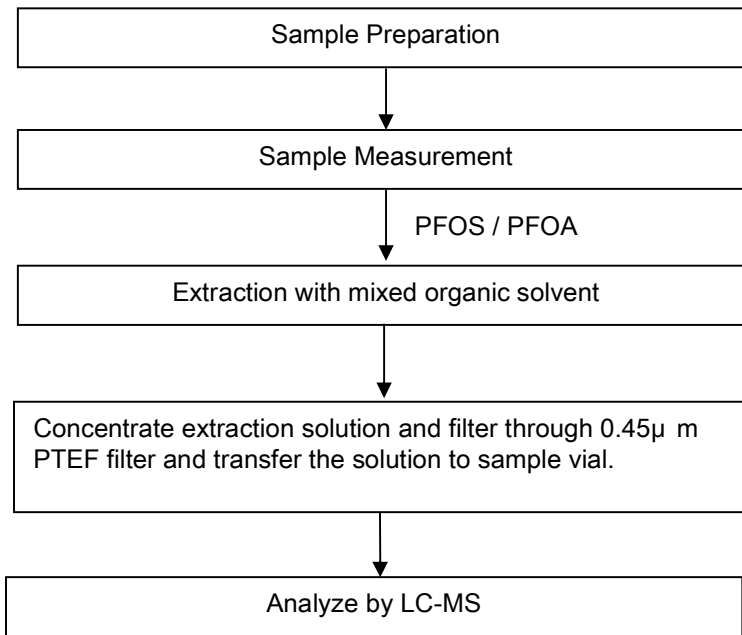 Sample Preparation
Sample Measurement
PFOS / PFOA
Extraction with mixed organic solvent
Concentrate extraction solution and filter through 0.45µ m
PTEF filter and transfer the solution to sample vial.
Analyze by LC-MS